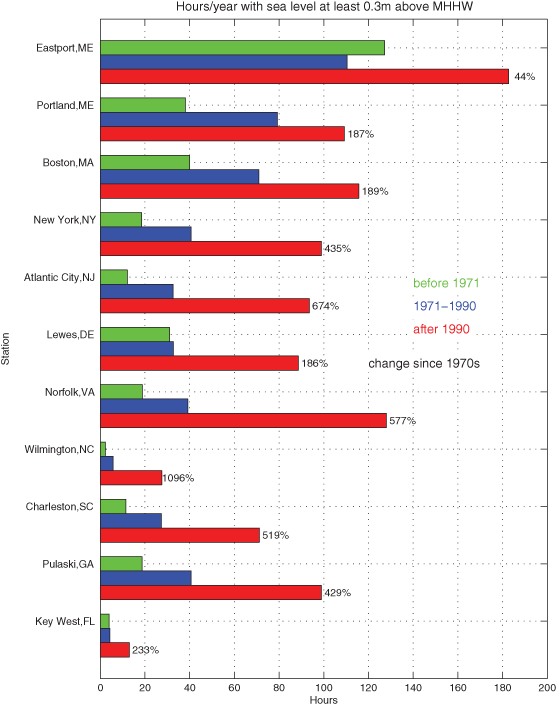 Hours/year with sea level at least 0.3m above MHHW
Eastport,ME
44%
Portland,ME
187%
Boston,MA
189%
New York,NY
435%
Atlantic City,NJ
674%
before 1971
1971−1990
after 1990
Lewes,DE
186%
change since 1970s
Station
Norfolk,VA
577%
Wilmington,NC
1096%
Charleston,SC
519%
Pulaski,GA
429%
Key West,FL
233%
0 20 40 60 80 100 120 140 160 180 200
Hours